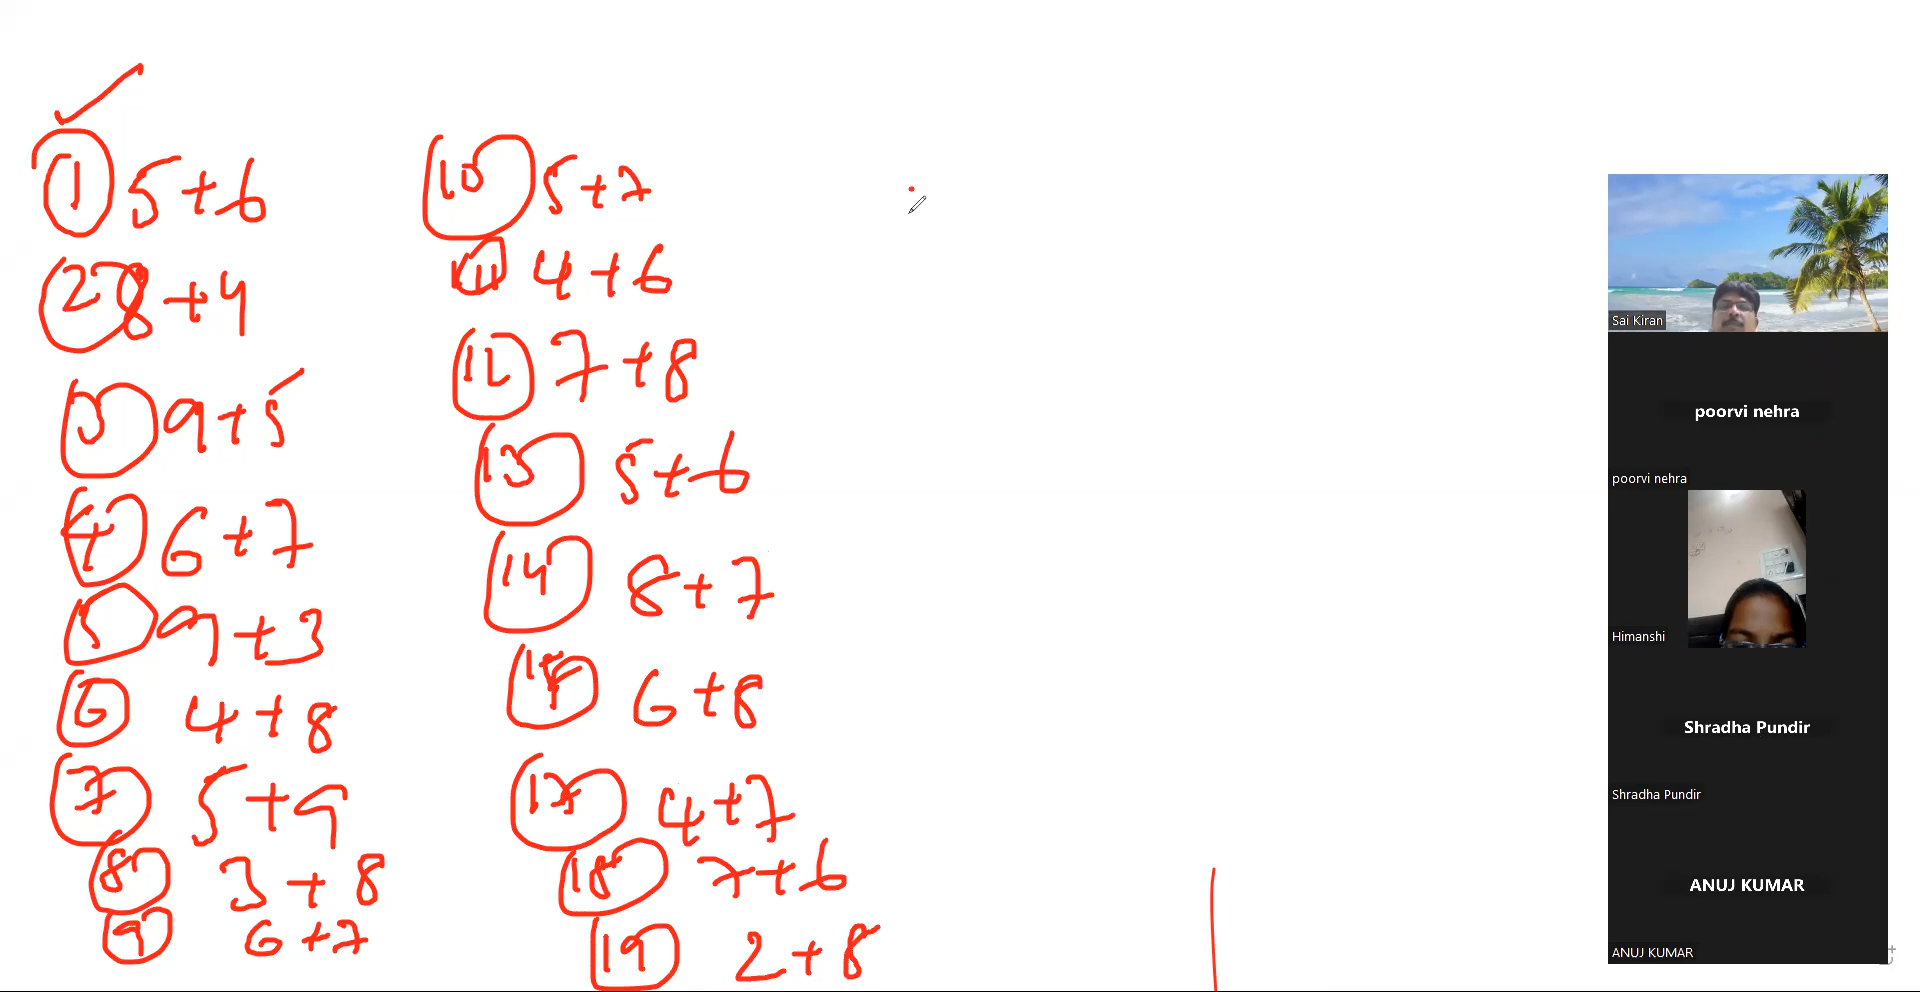 1 5+6
2 8+4
3 9+5
4 6+7
5 9+3
6 4+8
7 5+9
8 3+8
9 6+7
10 5+7
11 4+6
12 7+8
13 5+6
14 8+7
15 6+8
17 4+7
18 7+6
19 2+8
Sai Kiran
poorvi nehra
poorvi nehra
Himanshi
Shradha Pundir
Shradha Pundir
ANUJ KUMAR
ANUJ KUMAR